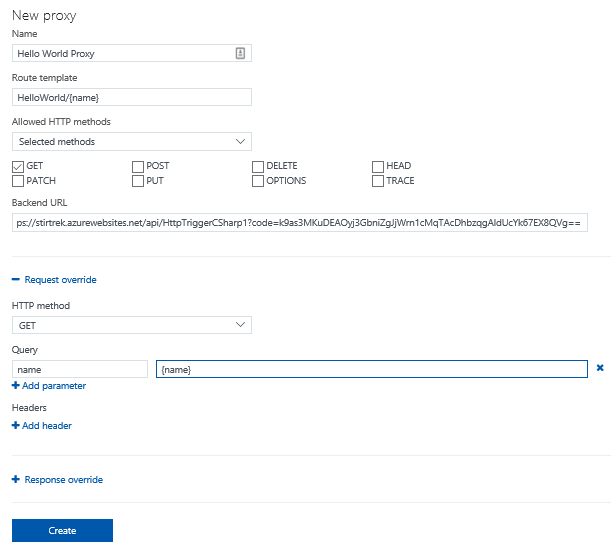 New proxy
Name
Hello World Proxy
Route template
HelloWorld/{name}
Allowed HTTP methods
Selected methods
GET POST DELETE HEAD
PATCH PUT OPTIONS TRACE
Backend URL
ps://stirtrek.azurewebsites.net/api/HttpTriggerCSharp1?code=k9as3MKuDEAOyj3GbniZgJjWrn1cMqTAcDhbzqgAldUcYk67EX8QVg==
Request override
HTTP method
GET
Query
name {name}
Add parameter
Headers
Add header
Response override
Create